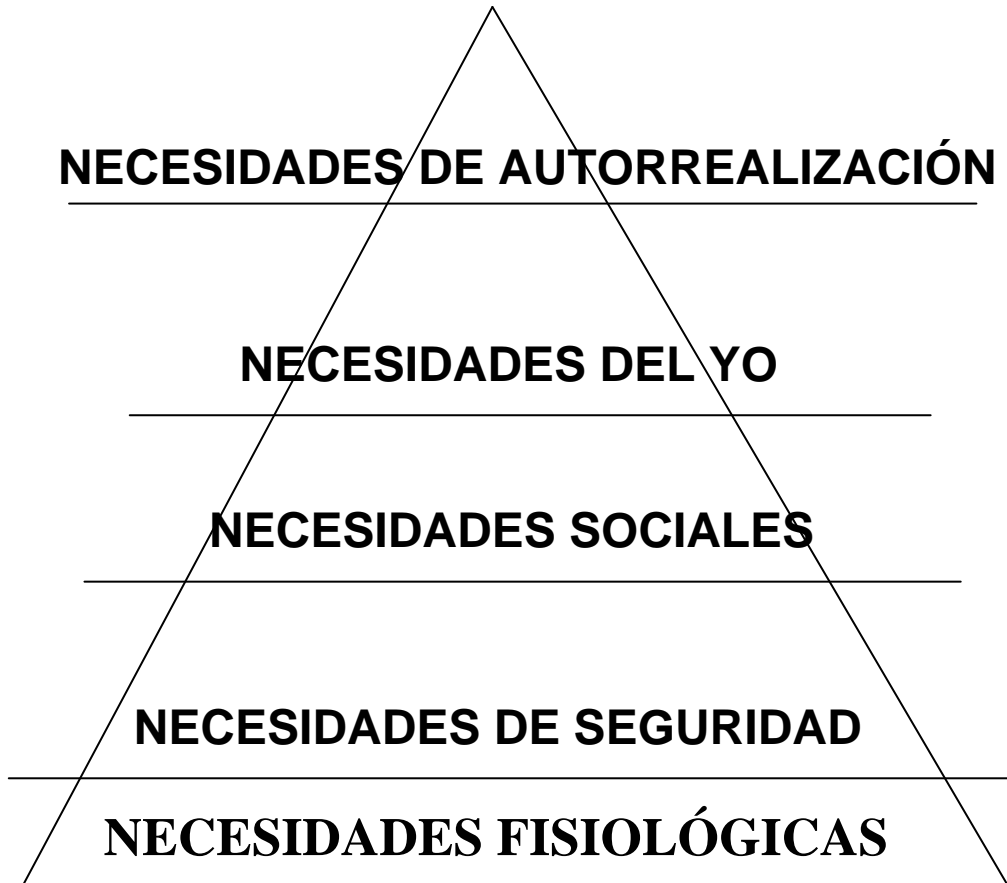 NECESIDADES DE AUTORREALIZACIÓN
NECESIDADES DEL YO
NECESIDADES SOCIALES
NECESIDADES DE SEGURIDAD
NECESIDADES FISIOLÓGICAS